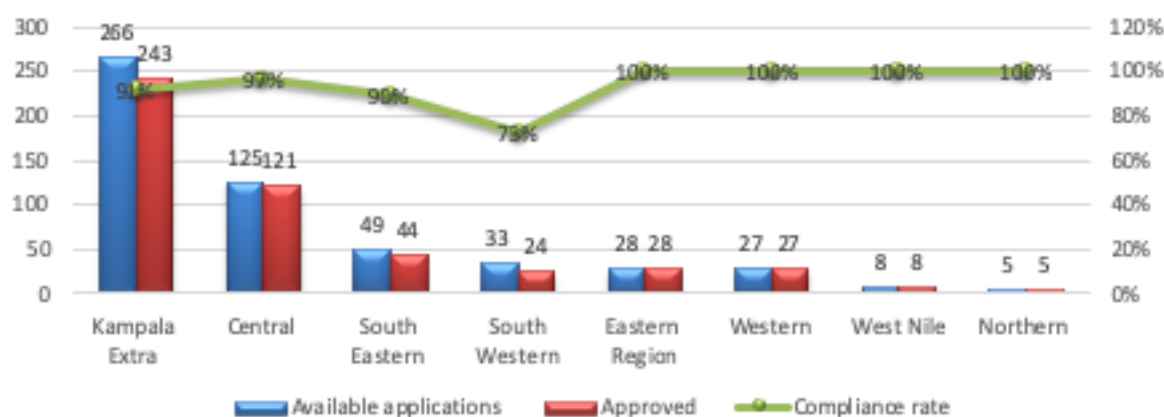 300
250
200
150
100
50
0
120%
100%
80%
60%
40%
20%
0%
266
243
125
121
49
44
33
24
28
28
27
27
8
8
5
5
91%
97%
90%
73%
100%
100%
100%
100%
Kampala
Extra
Central
South
Eastern
South
Western
Eastern
Region
Western
West Nile
Northern
Available applications
Approved
Compliance rate